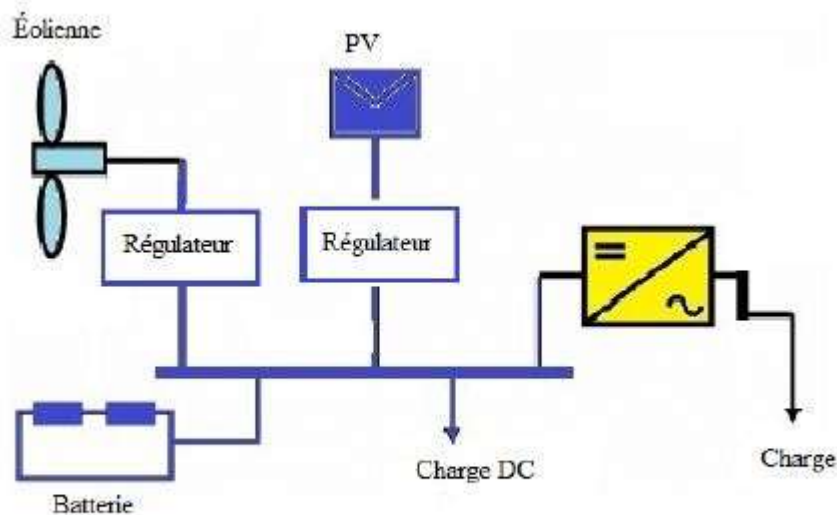 Éolienne
PV
Régulateur
Régulateur
Charge DC
Charge
Batterie